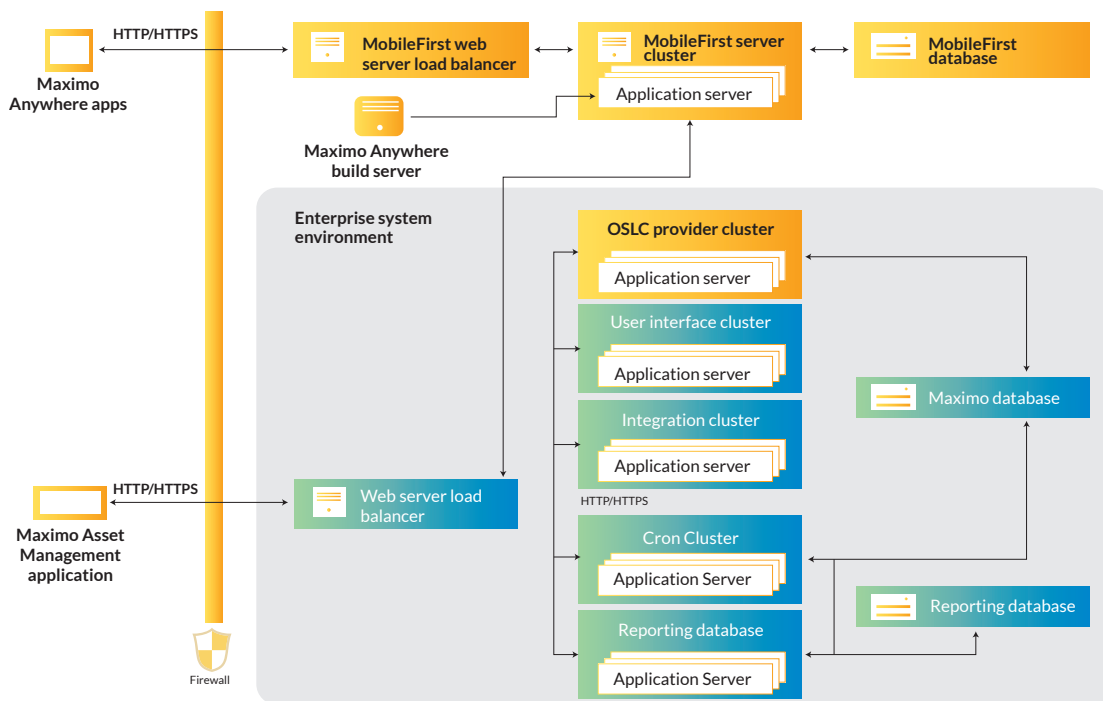 HTTP/HTTPS
Maximo
Anywhere apps
MobileFirst web
server load balancer
MobileFirst server
cluster
Application server
MobileFirst
database
Maximo Anywhere
build server
Enterprise system
environment
OSLC provider cluster
Application server
User interface cluster
Application server
Integration cluster
Application server
HTTP/HTTPS
Cron Cluster
Application Server
Reporting database
Application Server
Maximo database
Reporting database
HTTP/HTTPS
Maximo Asset
Management
application
Web server load
balancer
Firewall